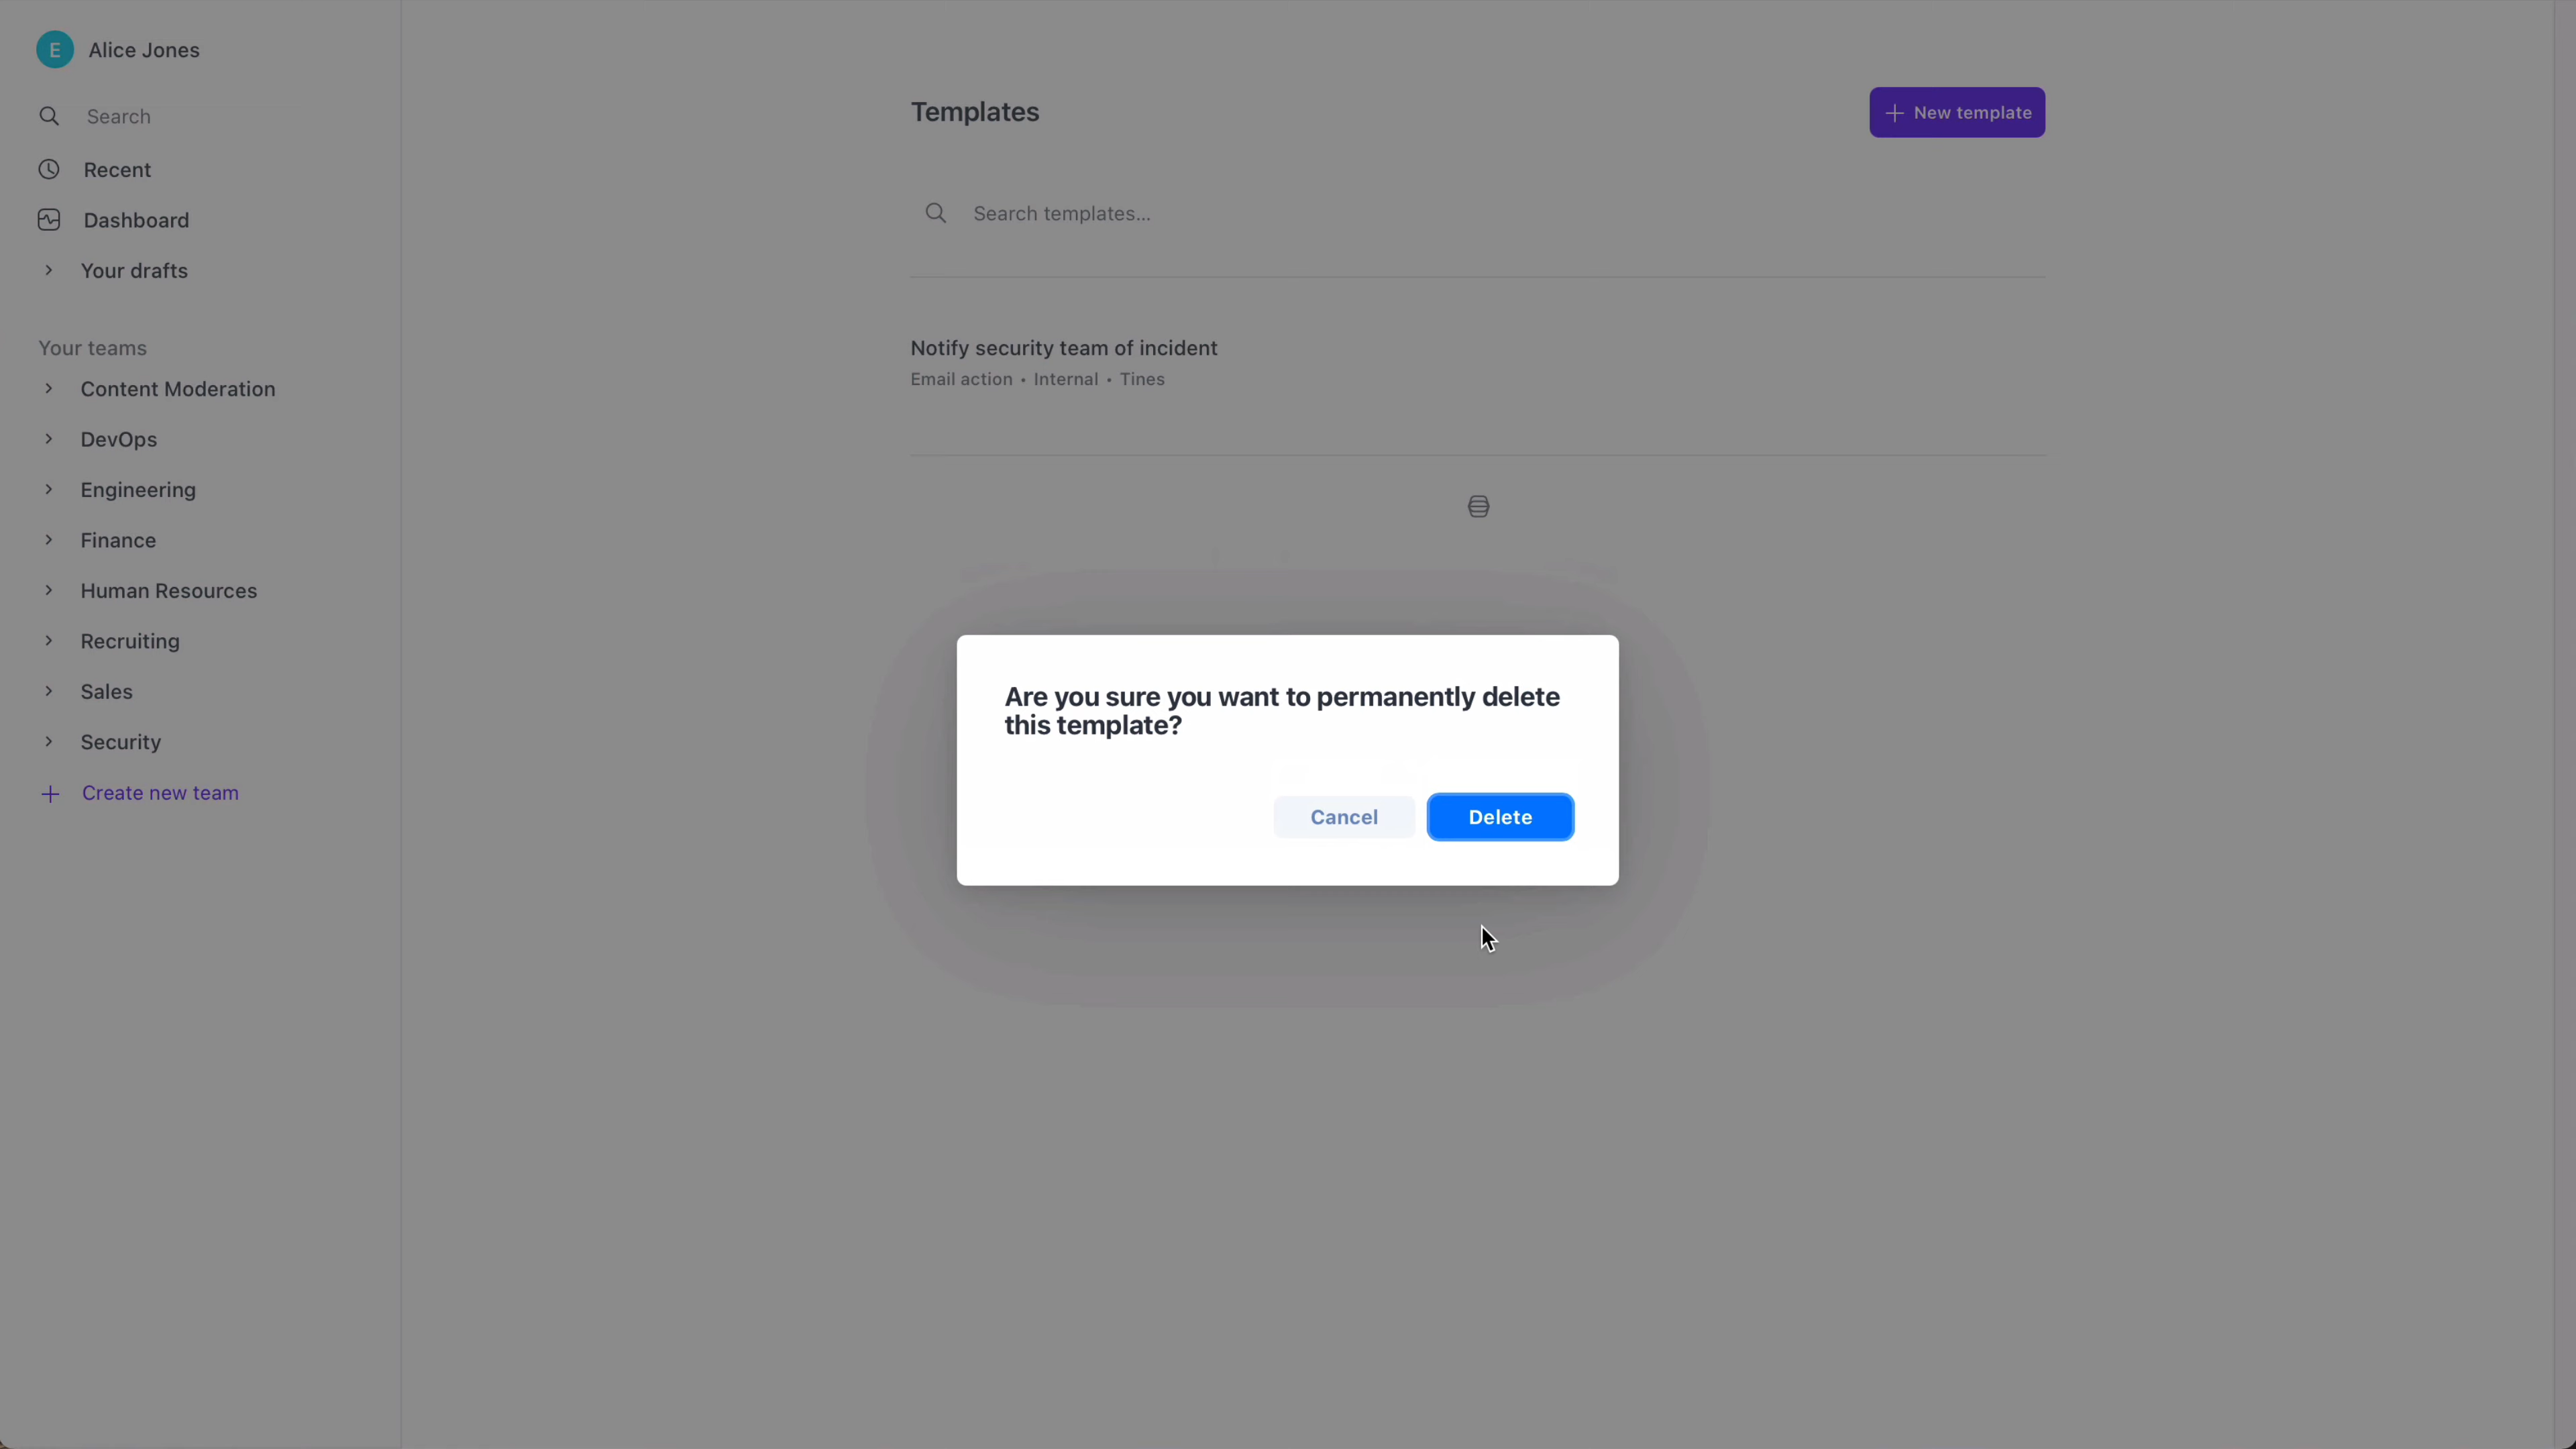 E Alice Jones
Search
Recent
Dashboard
Your drafts
Your teams
Content Moderation
DevOps
Engineering
Finance
Human Resources
Recruiting
Sales
Security
Create new team
Templates
New template
Search templates...
Notify security team of incident
Email action • Internal • Tines
Are you sure you want to permanently delete
this template?
Cancel
Delete